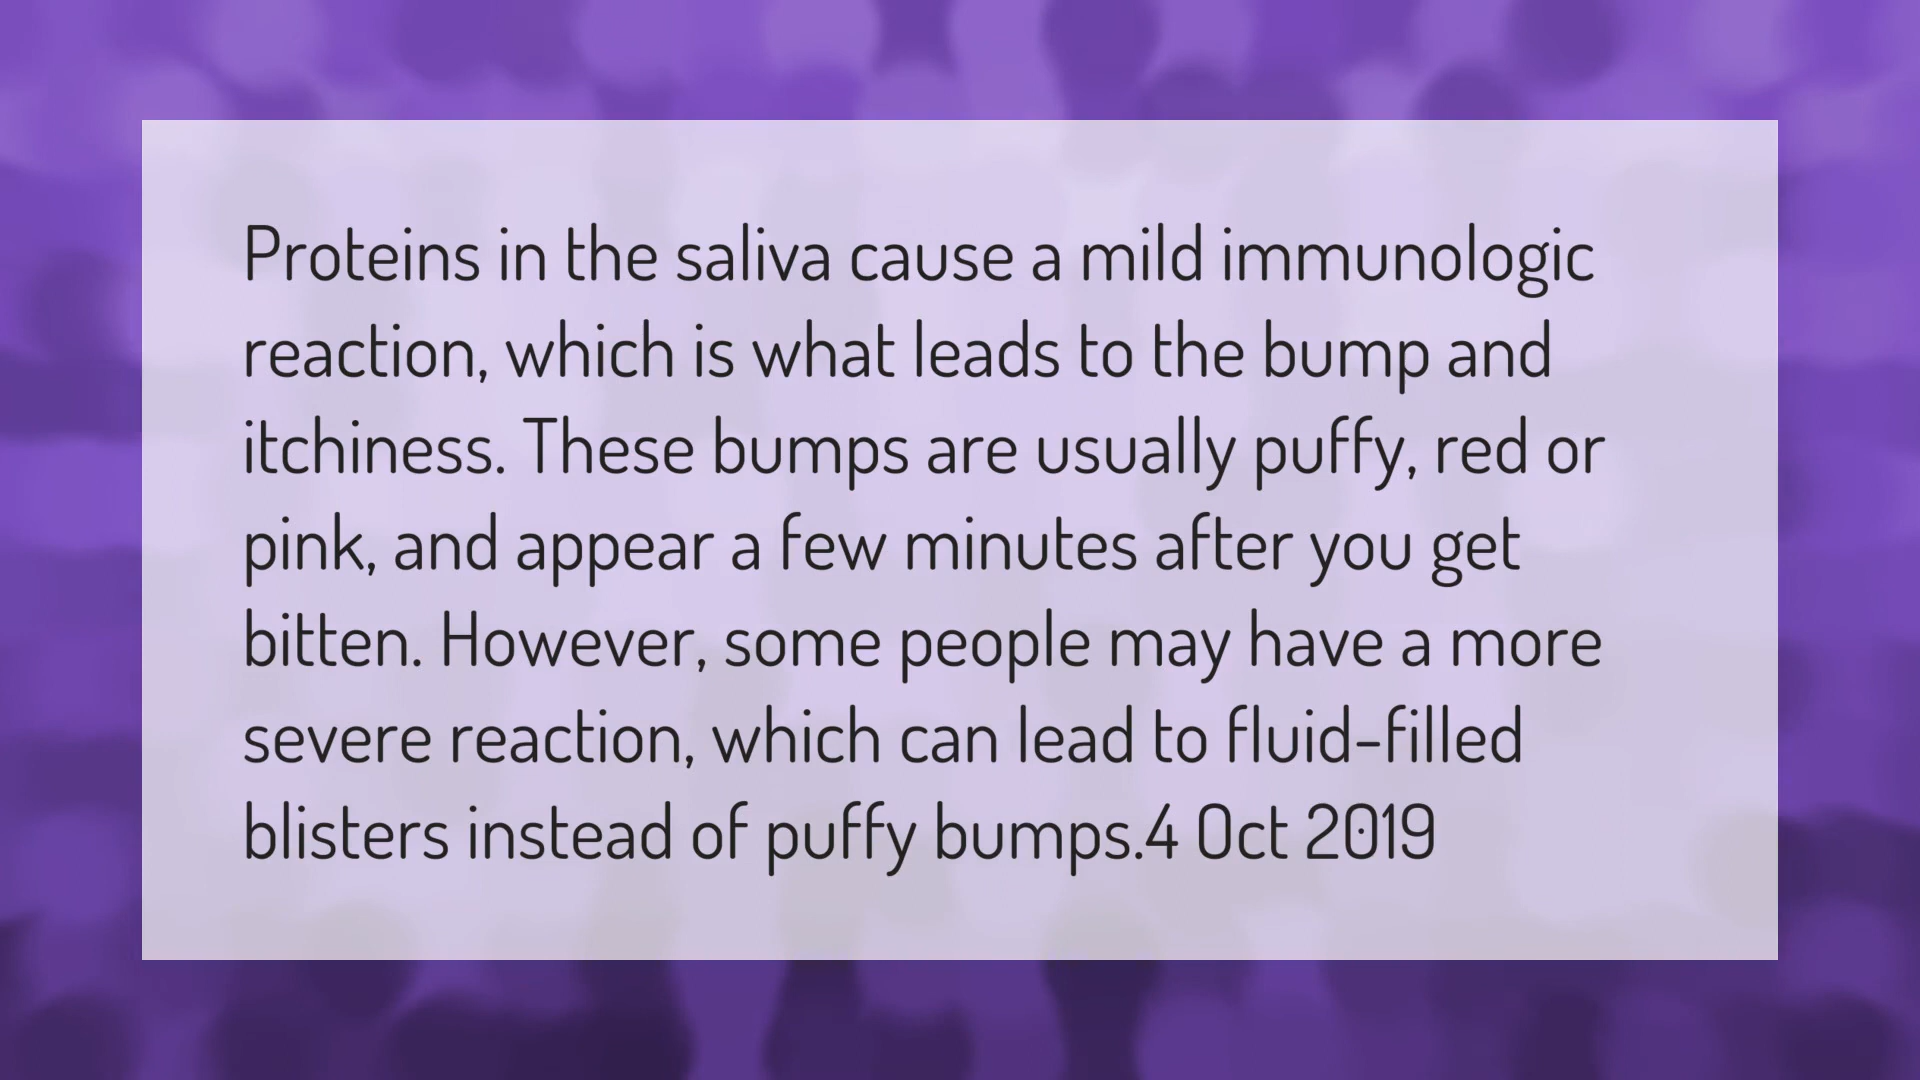 Proteins in the saliva cause a mild immunologic
reaction, which is what leads to the bump and
itchiness. These bumps are usually puffy, red or
pink, and appear a few minutes after you get
bitten. However, some people may have a more
severe reaction, which can lead to fluid-filled
blisters instead of puffy bumps.4 Oct 2019